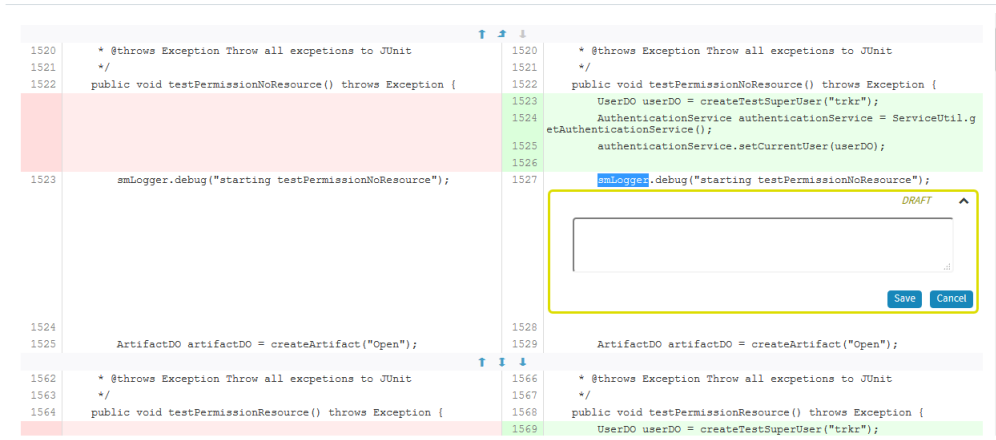 1520 * @throws Exception Throw all excpetions to JUnit 1520 * @throws Exception Throw all excpetions to JUnit
1521 */ 1521 */
1522 public void testPermissionNoResource() throws Exception { 1522 public void testPermissionNoResource() throws Exception {
1523 UserDO userDO = createTestSuperUser("trkr");
1524 AuthenticationService authenticationService = ServiceUtil.g
etAuthenticationService();
1525 authenticationService.setCurrentUser(userDO);
1526
1523 smLogger.debug("starting testPermissionNoResource"); 1527 smLogger.debug("starting testPermissionNoResource");
DRAFT
Save Cancel
1524 1528
1525 ArtifactDO artifactDO = createArtifact("Open"); 1529 ArtifactDO artifactDO = createArtifact("Open");
1562 * @throws Exception Throw all excpetions to JUnit 1566 * @throws Exception Throw all excpetions to JUnit
1563 */ 1567 */
1564 public void testPermissionResource() throws Exception { 1568 public void testPermissionResource() throws Exception {
1569 UserDO userDO = createTestSuperUser("trkr");